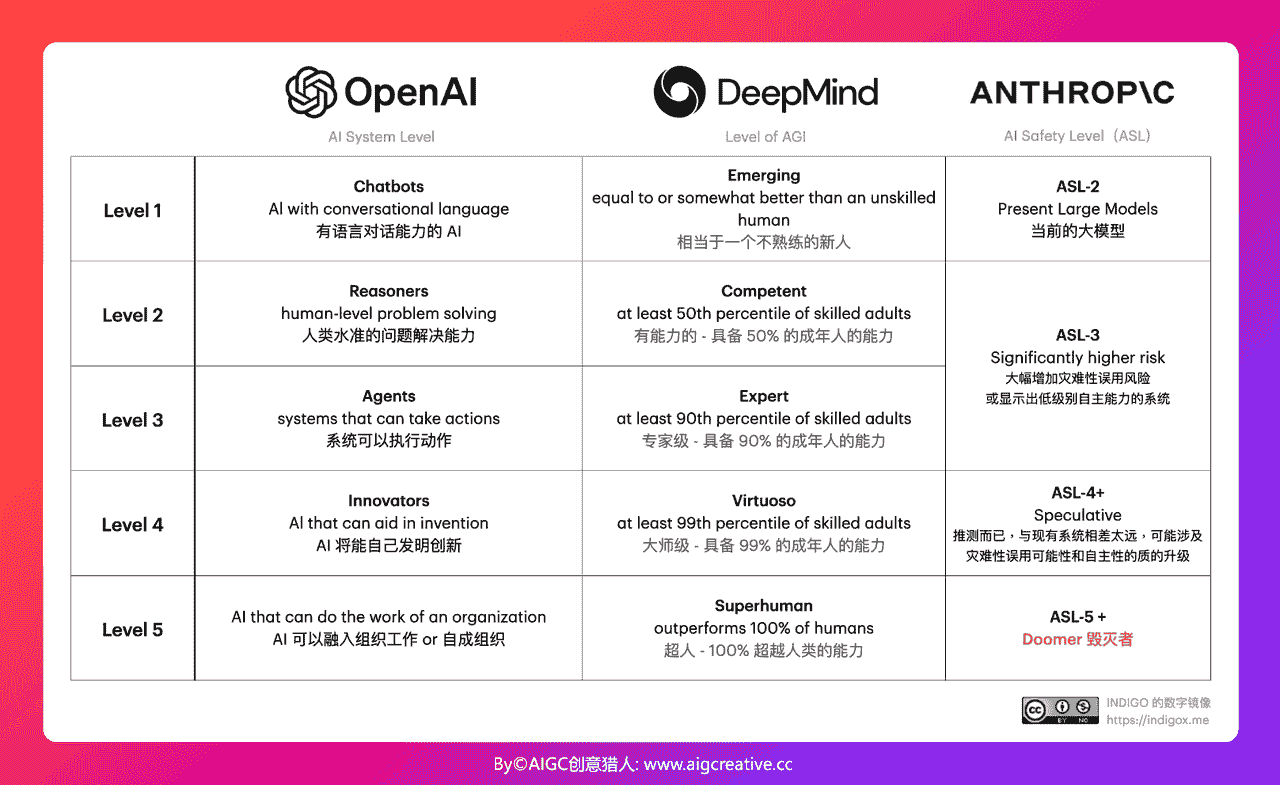 OpenAI
AI System Level
DeepMind
Level of AGI
ANTHROP\C
AI Safety Level（ASL）
Level 1
Chatbots
AI with conversational language
有语言对话能力的 AI
Emerging
equal to or somewhat better than an unskilled
human
相当于一个不熟练的新人
ASL-2
Present Large Models
当前的大模型
Level 2
Reasoners
human-level problem solving
人类水准的问题解决能力
Competent
at least 50th percentile of skilled adults
有能力的 - 具备 50% 的成年人的能力
ASL-3
Significantly higher risk
大幅增加灾难性误用风险
或显示出低级别自主能力的系统
Level 3
Agents
systems that can take actions
系统可以执行动作
Expert
at least 90th percentile of skilled adults
专家级 - 具备 90% 的成年人的能力
Level 4
Innovators
AI that can aid in invention
AI 将能自己发明创新
Virtuoso
at least 99th percentile of skilled adults
大师级 - 具备 99% 的成年人的能力
ASL-4+
Speculative
推测而已，与现有系统相差太远，可能涉及
灾难性误用可能性和自主性的质的升级
Level 5
AI that can do the work of an organization
AI 可以融入组织工作 or 自成组织
Superhuman
outperforms 100% of humans
超人 - 100% 超越人类的能力
ASL-5 +
Doomer 毁灭者
cc BY NC
INDIGO 的数字镜像
https://indigox.me
By©AIGC创意猎人: www.aigcreative.cc